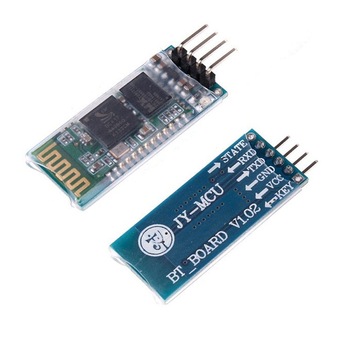 STATE
RXD
TXD
GND
VCC
KEY
JY-MCU
BT_BOARD V1.02